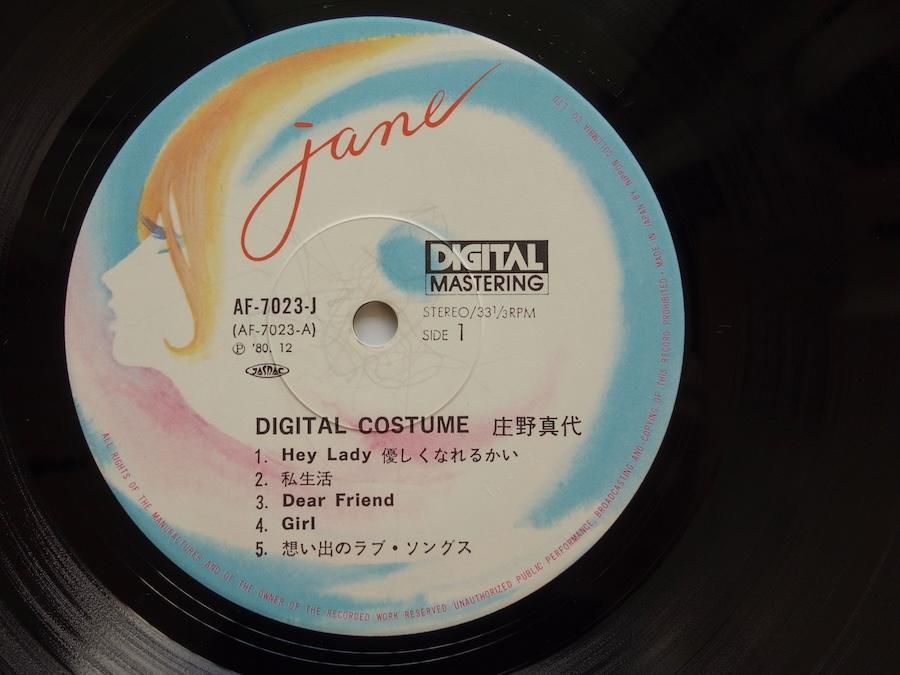 jane
DIGITAL
MASTERING
AF-7023-J
(AF-7023-A)
Ⓟ '80. 12
JASRAC
STEREO/33 1/3RPM
SIDE 1
DIGITAL COSTUME 庄野真代
1. Hey Lady 優しくなれるかい
2. 私生活
3. Dear Friend
4. Girl
5. 想い出のラブ・ソングス
ALL RIGHTS OF THE MANUFACTURES AND OF THE OWNER OF THE RECORDED WORK RESERVED. UNAUTHORIZED PUBLIC PERFORMANCE, BROADCASTING AND COPYING OF THIS RECORD PROHIBITED • MADE IN JAPAN BY NIPPON COLUMBIA CO., LTD.